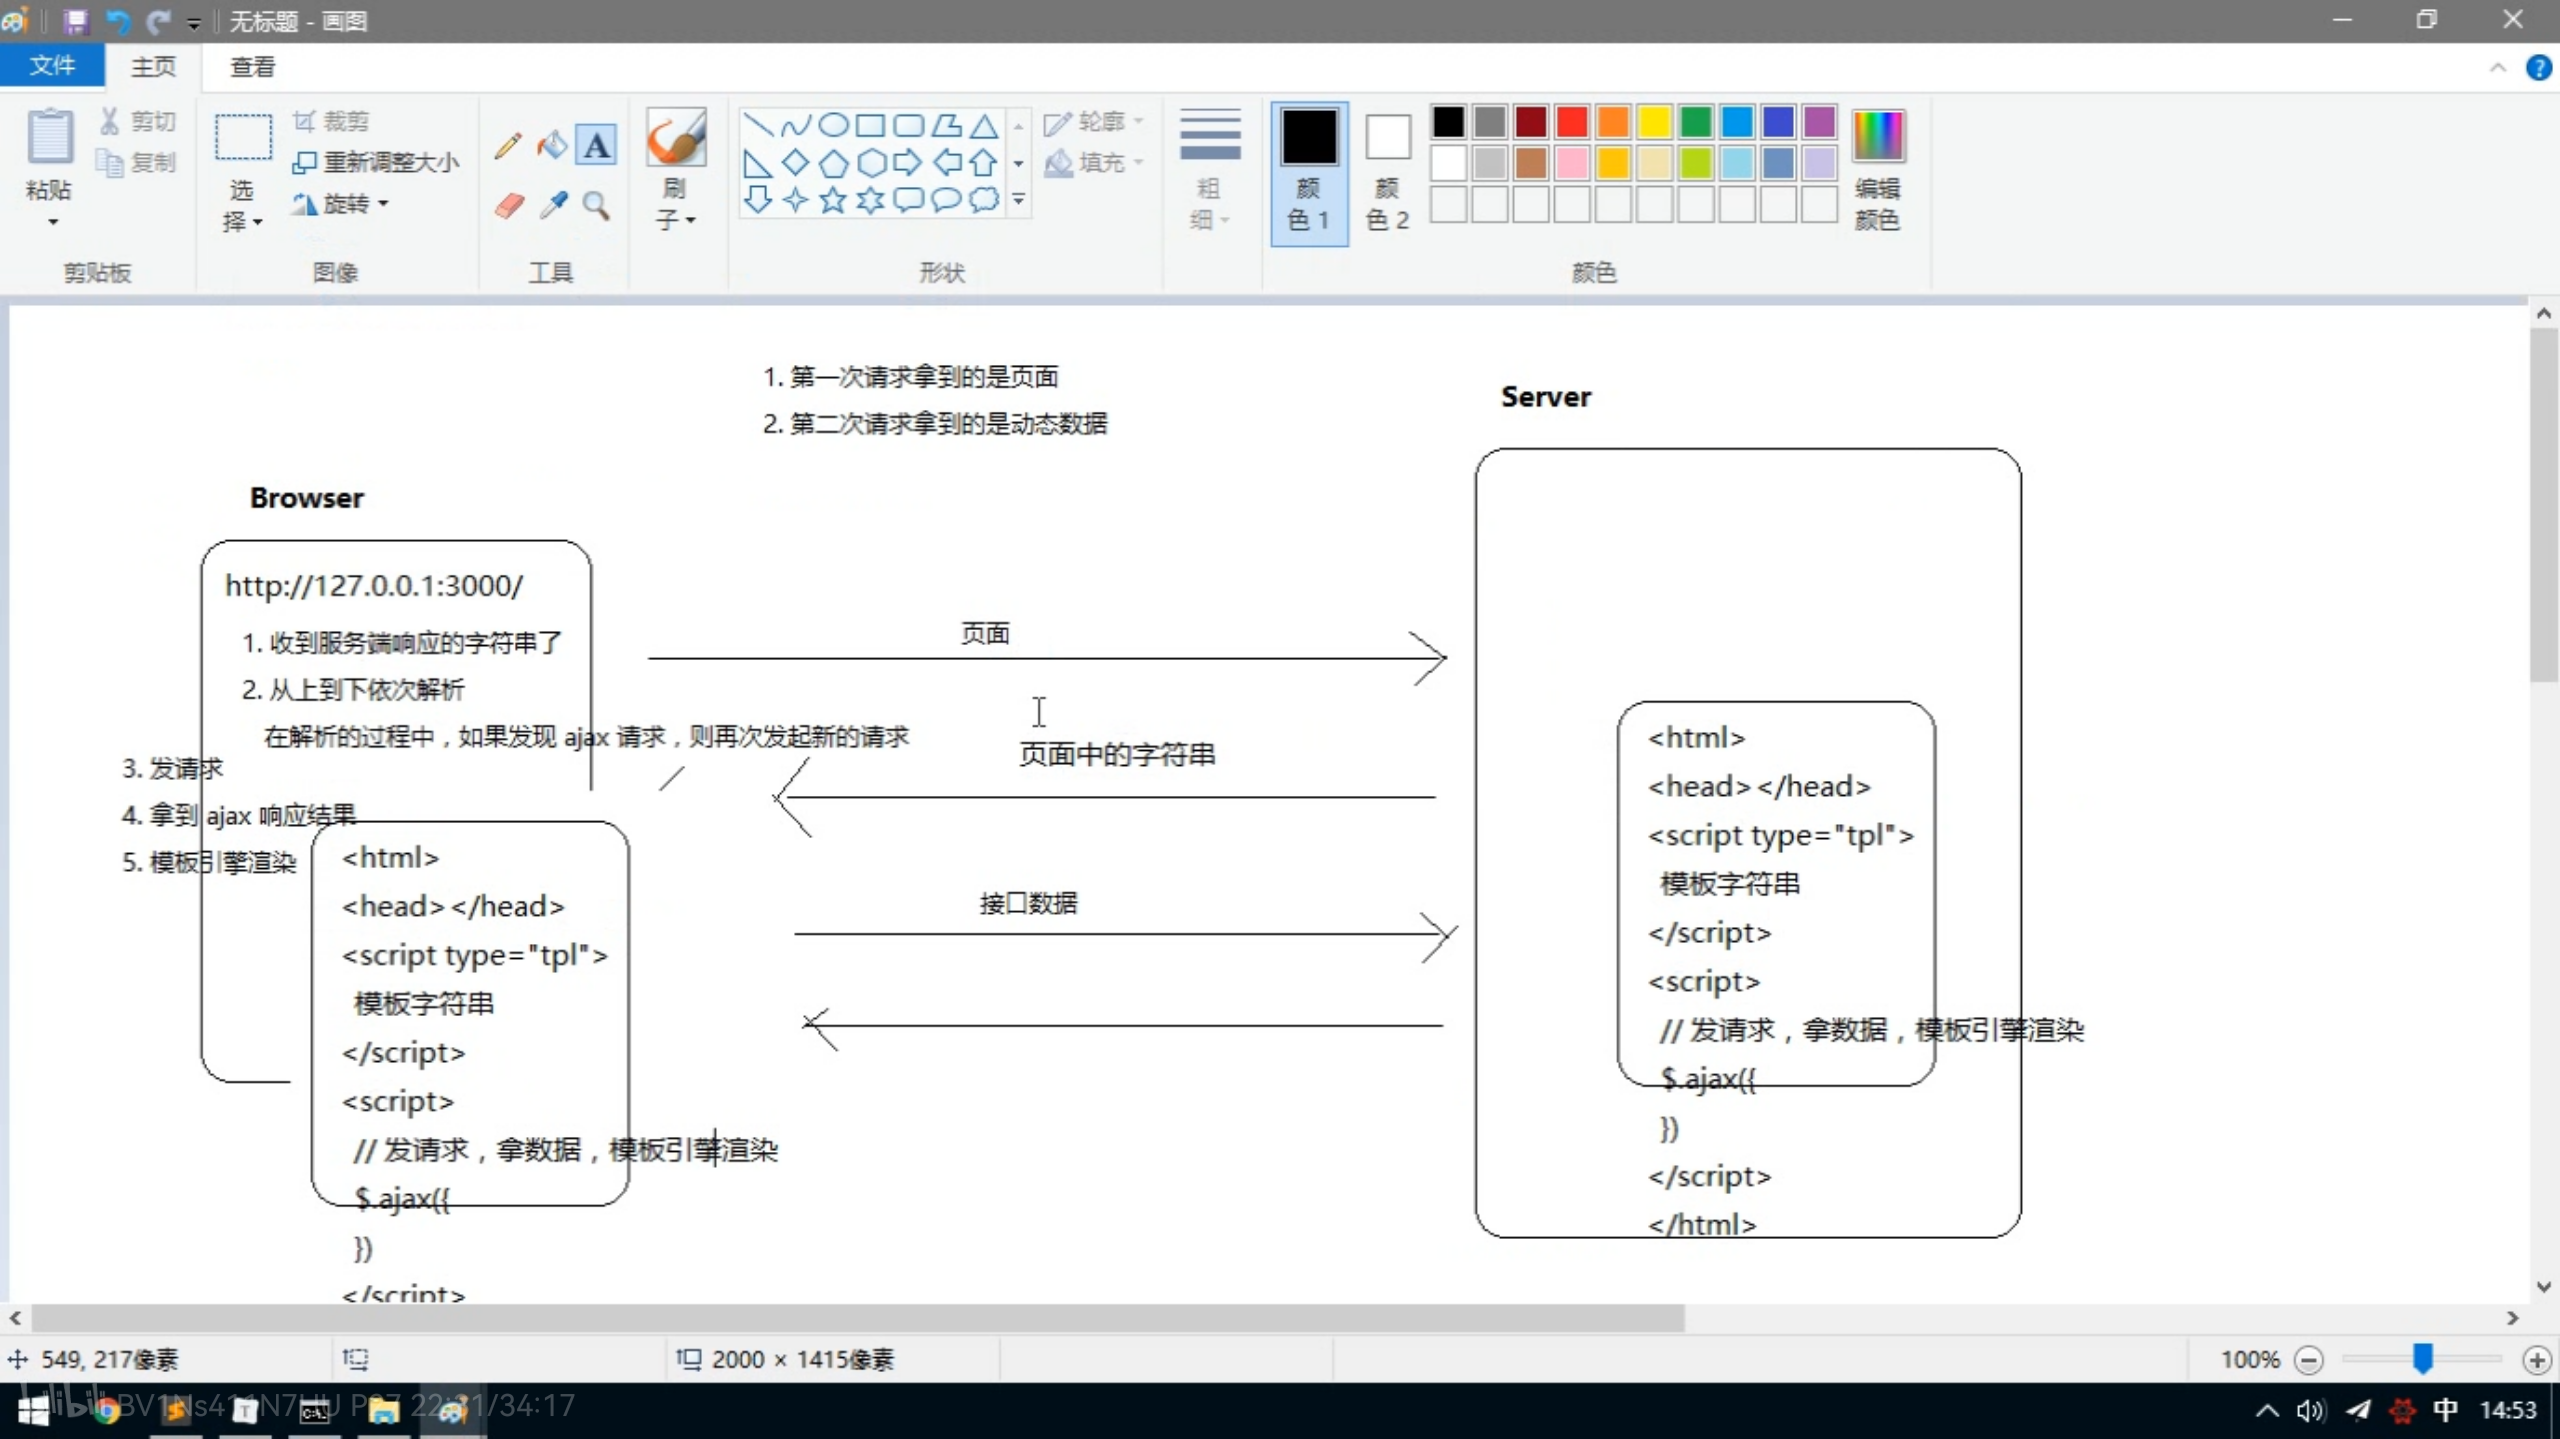 无标题 - 画图
文件
主页
查看
粘贴
剪切
复制
剪贴板
选
择
裁剪
重新调整大小
旋转
图像
A
工具
刷
子
轮廓
填充
形状
粗
细
颜
色 1
颜
色 2
编辑
颜色
颜色
1. 第一次请求拿到的是页面
2. 第二次请求拿到的是动态数据
Server
Browser
http://127.0.0.1:3000/
1. 收到服务端响应的字符串了
2. 从上到下依次解析
在解析的过程中，如果发现 ajax 请求，则再次发起新的请求
3. 发请求
4. 拿到 ajax 响应结果
5. 模板引擎渲染
<html>
<head></head>
<script type="tpl">
模板字符串
</script>
<script>
// 发请求，拿数据，模板引擎渲染
$.ajax({
})
</script>
页面
页面中的字符串
接口数据
<html>
<head></head>
<script type="tpl">
模板字符串
</script>
<script>
// 发请求，拿数据，模板引擎渲染
$.ajax({
})
</script>
</html>
549, 217像素
2000 × 1415像素
100%
bilibili BV1Ns411N7HU
中
14:53